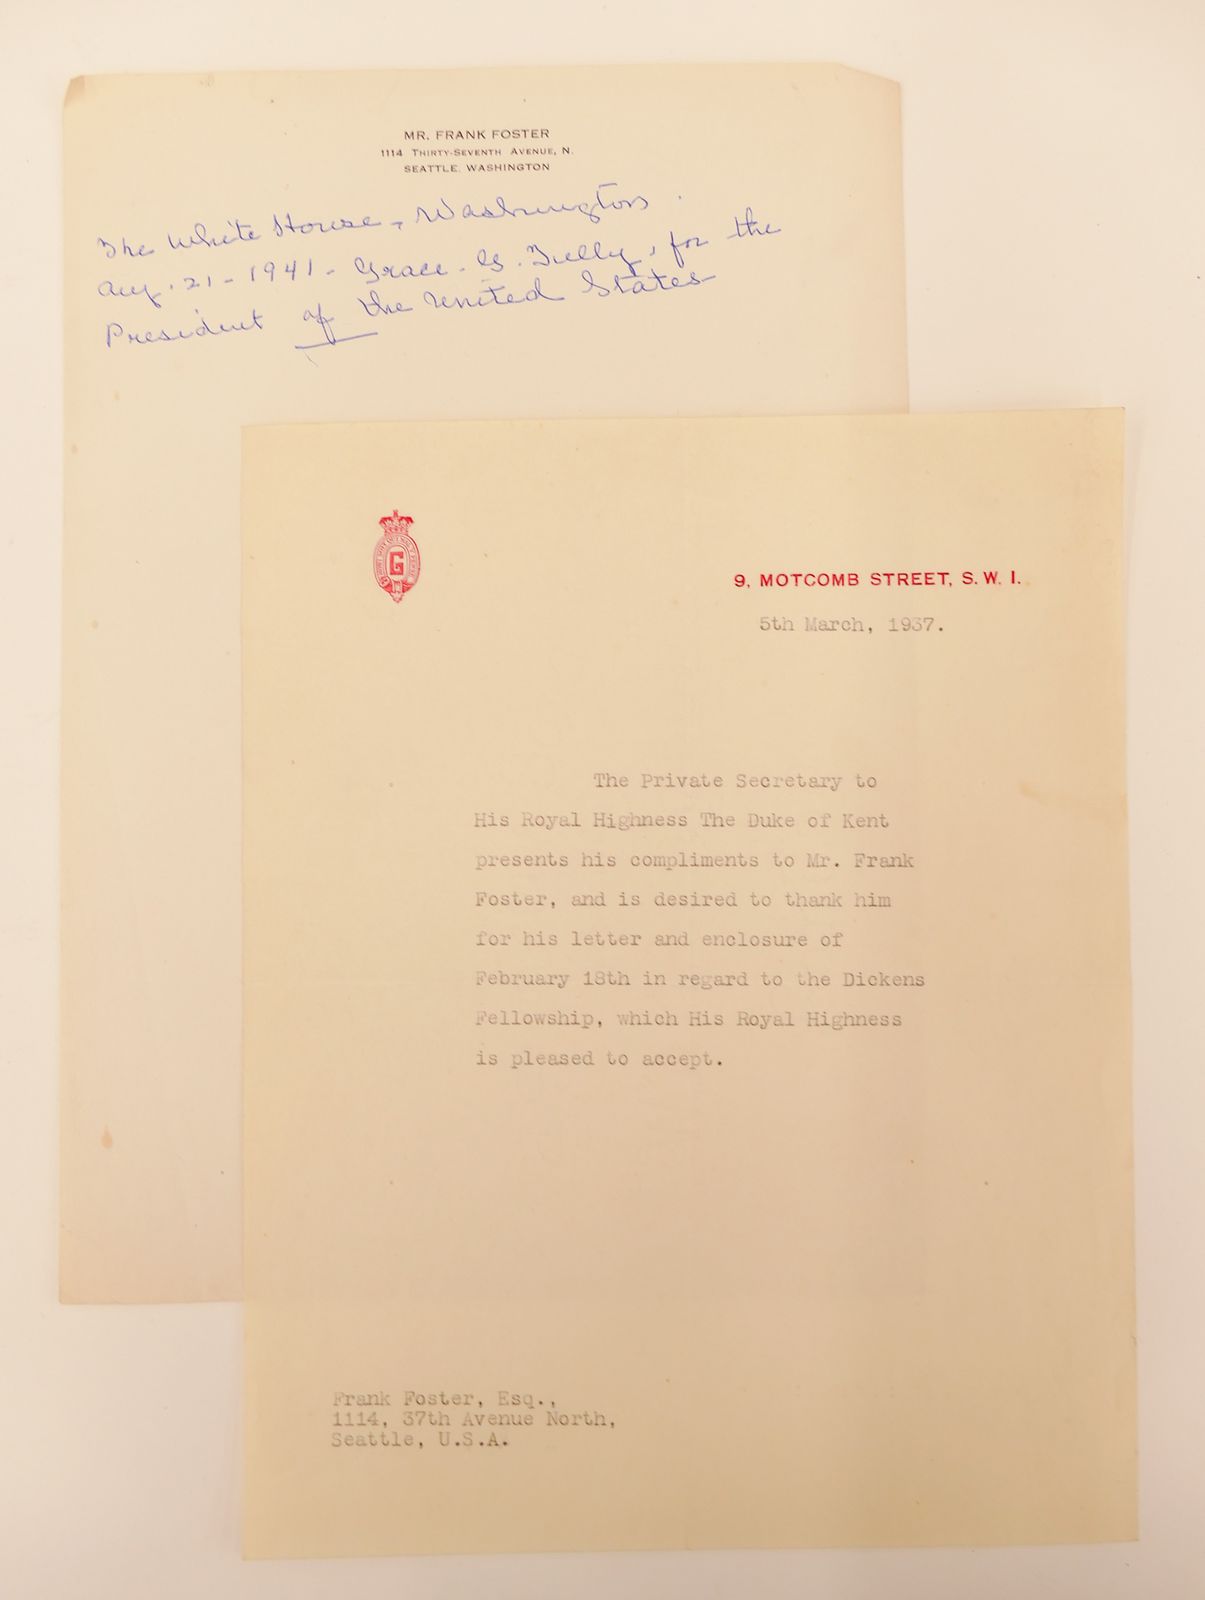 MR. FRANK FOSTER
1114 THIRTY-SEVENTH AVENUE, N.
SEATTLE, WASHINGTON
The White House, Washington.
Aug. 21 - 1941 - Grace. G. Tully, for the
President of the United States
G
9, MOTCOMB STREET, S.W.1.
5th March, 1937.
The Private Secretary to
His Royal Highness The Duke of Kent
presents his compliments to Mr. Frank
Foster, and is desired to thank him
for his letter and enclosure of
February 18th in regard to the Dickens
Fellowship, which His Royal Highness
is pleased to accept.
Frank Foster, Esq.,
1114, 37th Avenue North,
Seattle, U.S.A.